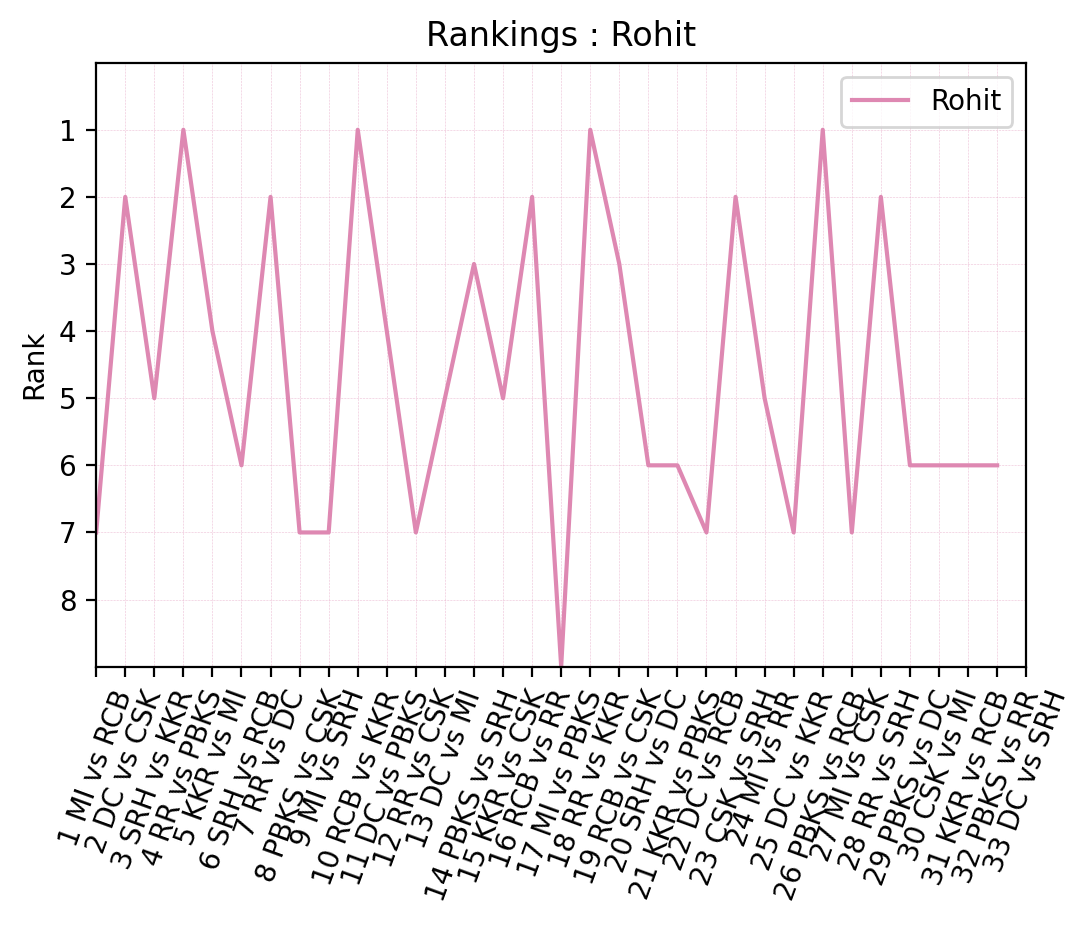 Rankings : Rohit
Rohit
Rank
1
2
3
4
5
6
7
8
1 MI vs RCB
2 DC vs CSK
3 SRH vs KKR
4 RR vs PBKS
5 KKR vs MI
6 SRH vs RCB
7 RR vs DC
8 PBKS vs CSK
9 MI vs SRH
10 RCB vs KKR
11 DC vs PBKS
12 RR vs CSK
13 DC vs MI
14 PBKS vs SRH
15 KKR vs CSK
16 RCB vs RR
17 MI vs PBKS
18 RR vs KKR
19 RCB vs CSK
20 SRH vs DC
21 KKR vs PBKS
22 DC vs RCB
23 CSK vs SRH
24 MI vs RR
25 DC vs KKR
26 PBKS vs RCB
27 MI vs CSK
28 RR vs SRH
29 PBKS vs DC
30 CSK vs MI
31 KKR vs RCB
32 PBKS vs RR
33 DC vs SRH